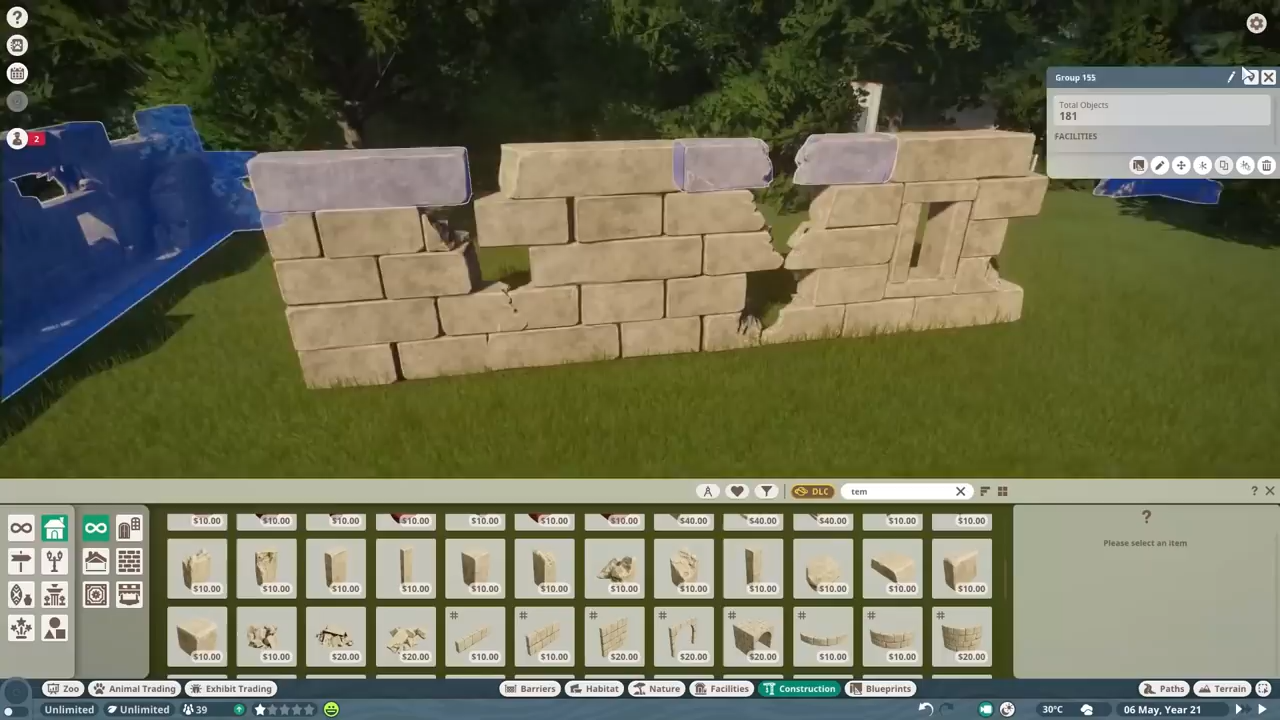 ?
2
Group 155
Total Objects
181
FACILITIES
DLC
tem
?
$10.00 $10.00 $10.00 $10.00 $10.00 $10.00 $10.00 $40.00 $40.00 $40.00 $10.00 $10.00
$10.00 $10.00 $10.00 $10.00 $10.00 $10.00 $10.00 $10.00 $10.00 $10.00 $10.00 $10.00
$10.00 $10.00 $20.00 $20.00 $10.00 $10.00 $20.00 $10.00 $20.00 $10.00 $10.00 $20.00
?
Please select an item
Zoo Animal Trading Exhibit Trading Barriers Habitat Nature Facilities Construction Blueprints Paths Terrain
Unlimited Unlimited 39 30°C 06 May, Year 21